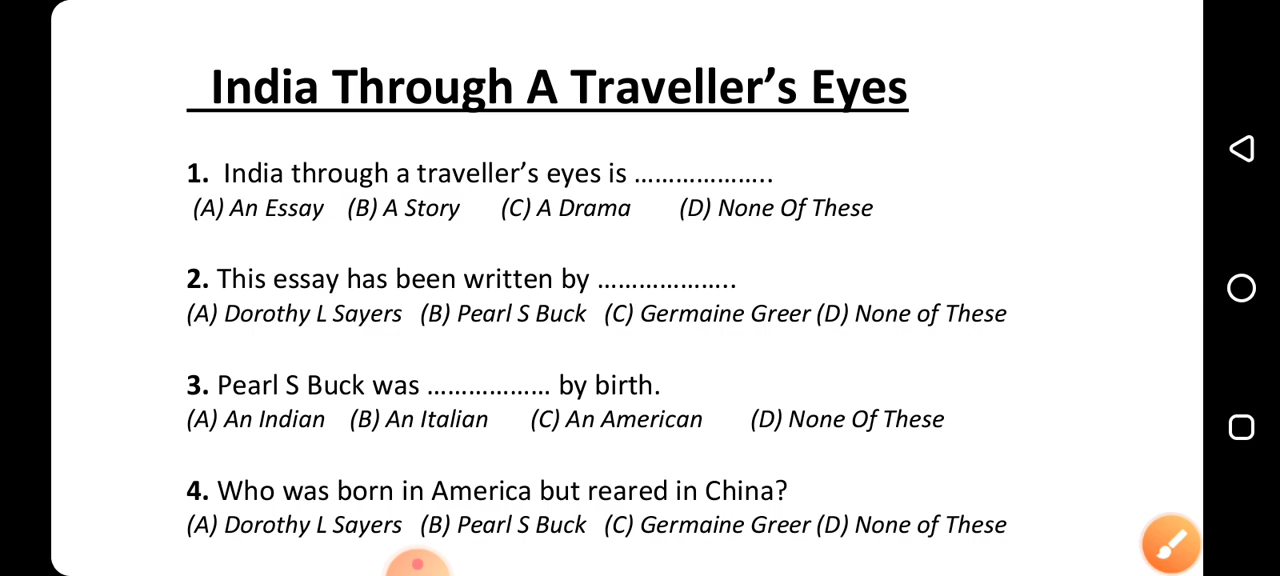 India Through A Traveller’s Eyes
1. India through a traveller’s eyes is ………………..
(A) An Essay (B) A Story (C) A Drama (D) None Of These
2. This essay has been written by ………………..
(A) Dorothy L Sayers (B) Pearl S Buck (C) Germaine Greer (D) None of These
3. Pearl S Buck was ……………… by birth.
(A) An Indian (B) An Italian (C) An American (D) None Of These
4. Who was born in America but reared in China?
(A) Dorothy L Sayers (B) Pearl S Buck (C) Germaine Greer (D) None of These